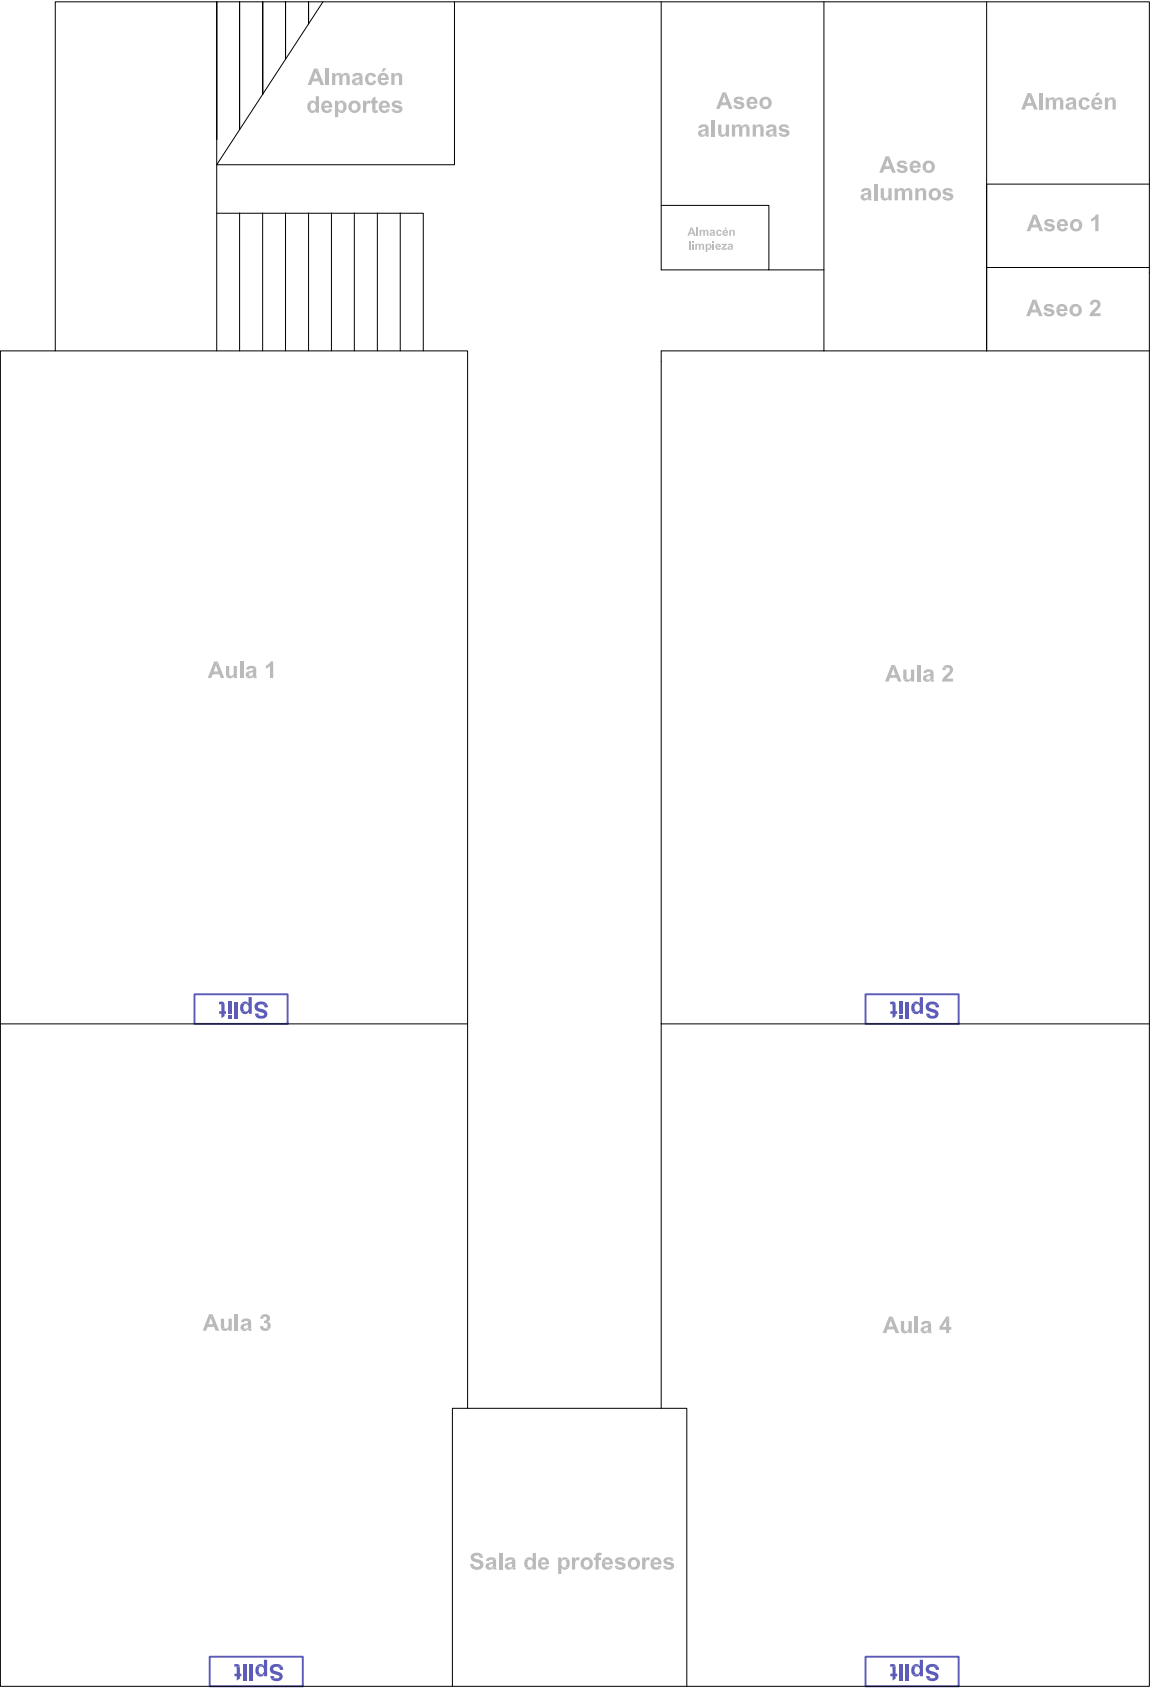 Almacén
deportes
Aseo
alumnas
Almacén
Aseo
alumnos
Aseo 1
Almacén
limpieza
Aseo 2
Aula 1
Aula 2
Split
Split
Aula 3
Aula 4
Sala de profesores
Split
Split